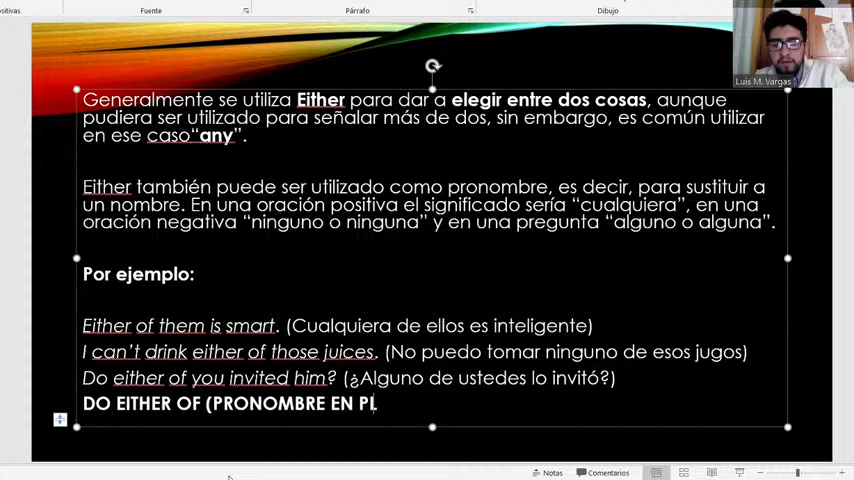 ositivas
Fuente
Párrafo
Dibujo
Luis M. Vargas
Generalmente se utiliza Either para dar a elegir entre dos cosas, aunque
pudiera ser utilizado para señalar más de dos, sin embargo, es común utilizar
en ese caso“any”.
Either también puede ser utilizado como pronombre, es decir, para sustituir a
un nombre. En una oración positiva el significado sería “cualquiera”, en una
oración negativa “ninguno o ninguna” y en una pregunta “alguno o alguna”.
Por ejemplo:
Either of them is smart. (Cualquiera de ellos es inteligente)
I can’t drink either of those juices. (No puedo tomar ninguno de esos jugos)
Do either of you invited him? (¿Alguno de ustedes lo invitó?)
DO EITHER OF (PRONOMBRE EN PL
Notas
Comentarios